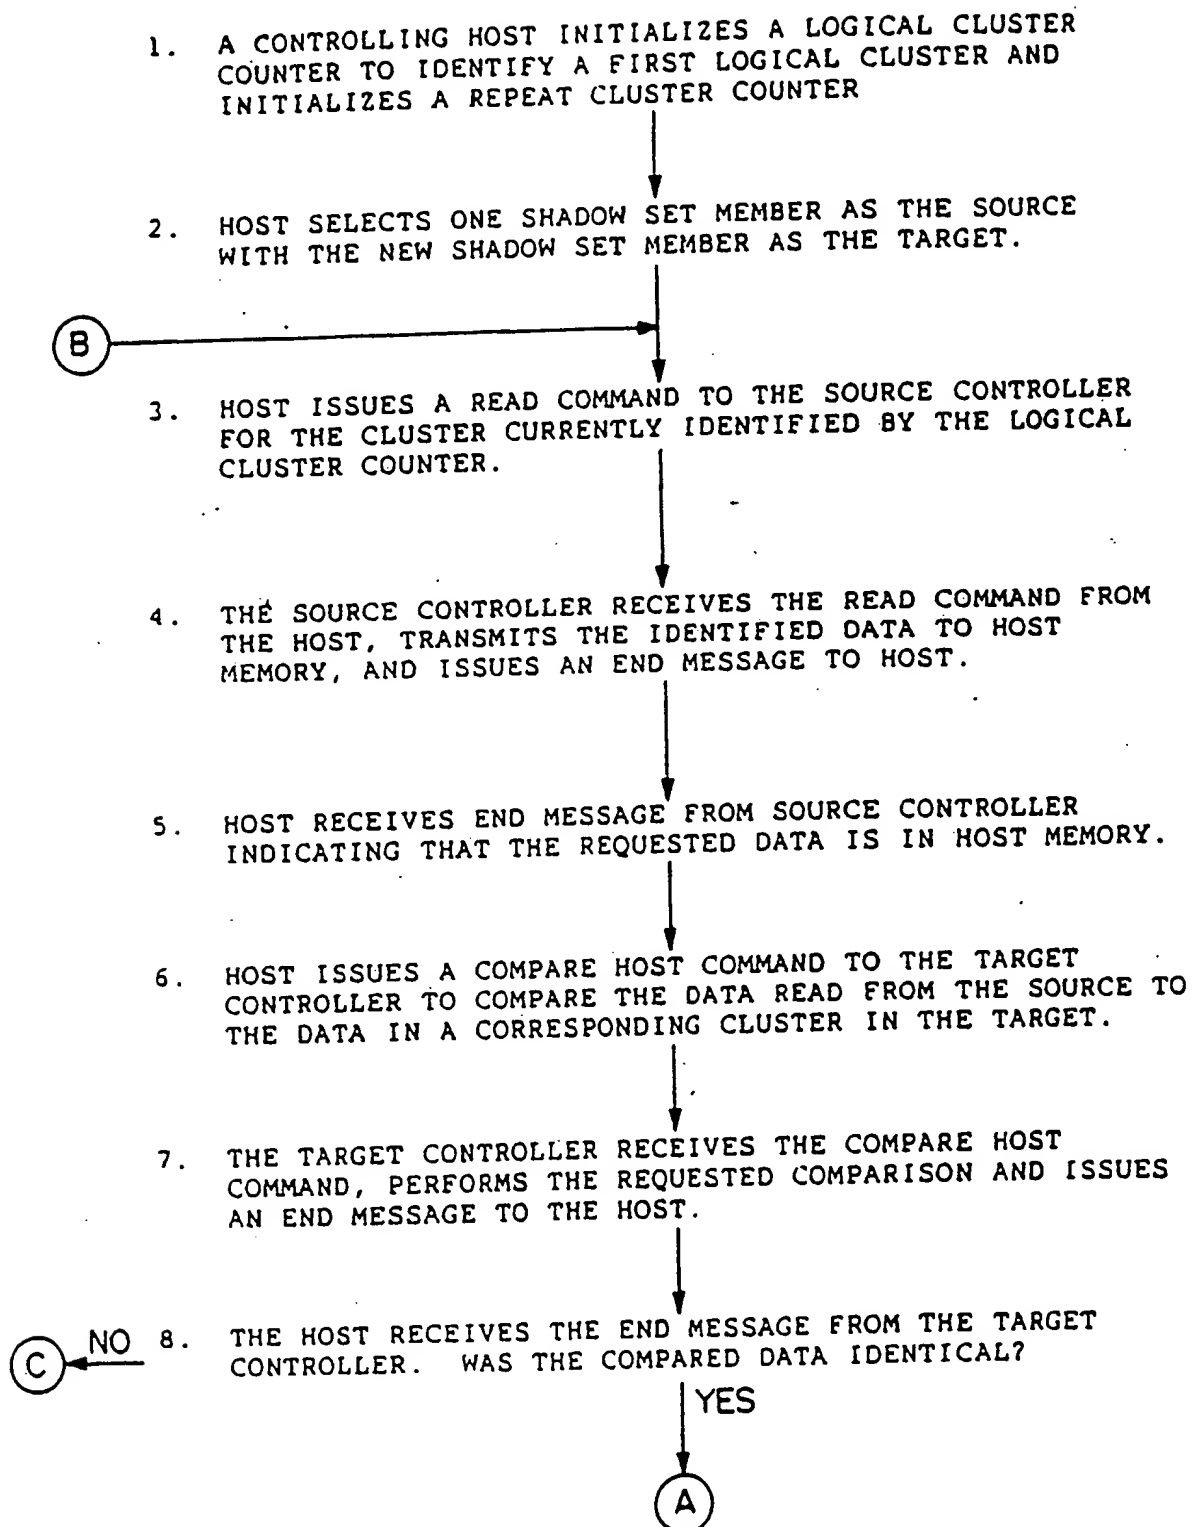 1. A CONTROLLING HOST INITIALIZES A LOGICAL CLUSTER
COUNTER TO IDENTIFY A FIRST LOGICAL CLUSTER AND
INITIALIZES A REPEAT CLUSTER COUNTER
2. HOST SELECTS ONE SHADOW SET MEMBER AS THE SOURCE
WITH THE NEW SHADOW SET MEMBER AS THE TARGET.
B
3. HOST ISSUES A READ COMMAND TO THE SOURCE CONTROLLER
FOR THE CLUSTER CURRENTLY IDENTIFIED BY THE LOGICAL
CLUSTER COUNTER.
4. THE SOURCE CONTROLLER RECEIVES THE READ COMMAND FROM
THE HOST, TRANSMITS THE IDENTIFIED DATA TO HOST
MEMORY, AND ISSUES AN END MESSAGE TO HOST.
5. HOST RECEIVES END MESSAGE FROM SOURCE CONTROLLER
INDICATING THAT THE REQUESTED DATA IS IN HOST MEMORY.
6. HOST ISSUES A COMPARE HOST COMMAND TO THE TARGET
CONTROLLER TO COMPARE THE DATA READ FROM THE SOURCE TO
THE DATA IN A CORRESPONDING CLUSTER IN THE TARGET.
7. THE TARGET CONTROLLER RECEIVES THE COMPARE HOST
COMMAND, PERFORMS THE REQUESTED COMPARISON AND ISSUES
AN END MESSAGE TO THE HOST.
C NO 8. THE HOST RECEIVES THE END MESSAGE FROM THE TARGET
CONTROLLER. WAS THE COMPARED DATA IDENTICAL?
YES
A